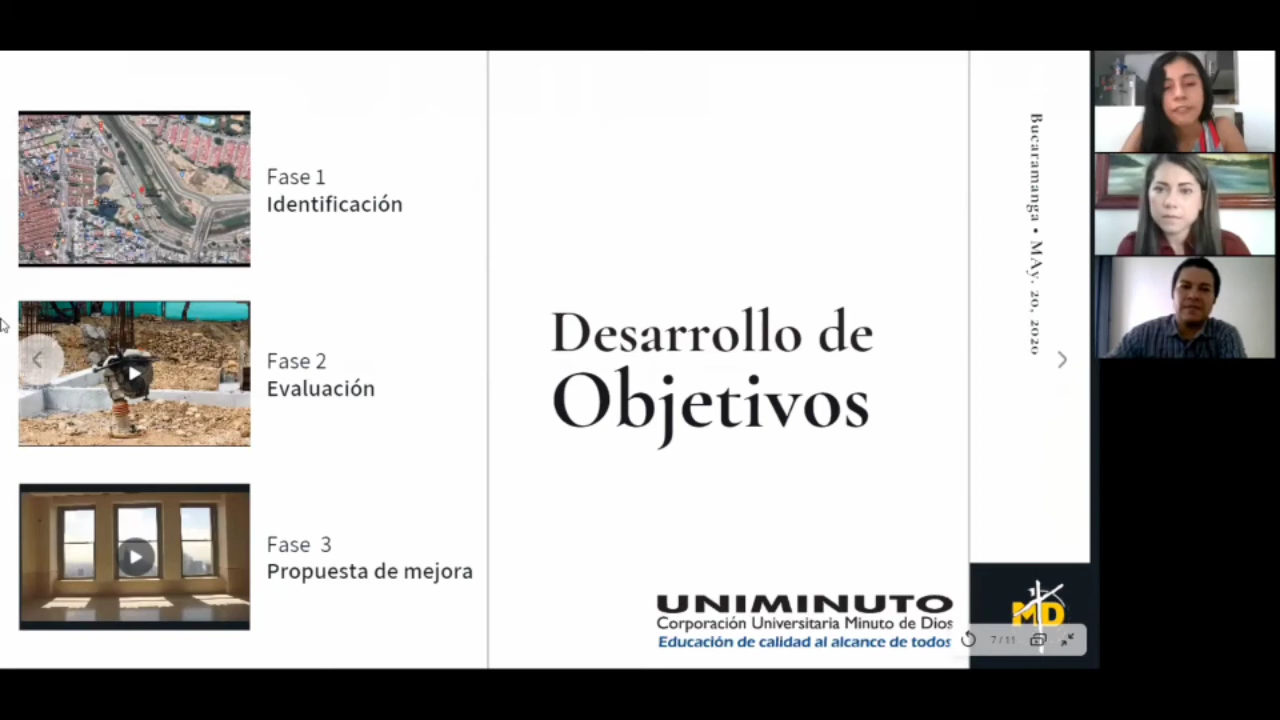 Fase 1
Identificación
Fase 2
Evaluación
Fase 3
Propuesta de mejora
Desarrollo de
Objetivos
Bucaramanga • MAy. 20, 2020
UNIMINUTO
Corporación Universitaria Minuto de Dios
Educación de calidad al alcance de todos
MD
7/11